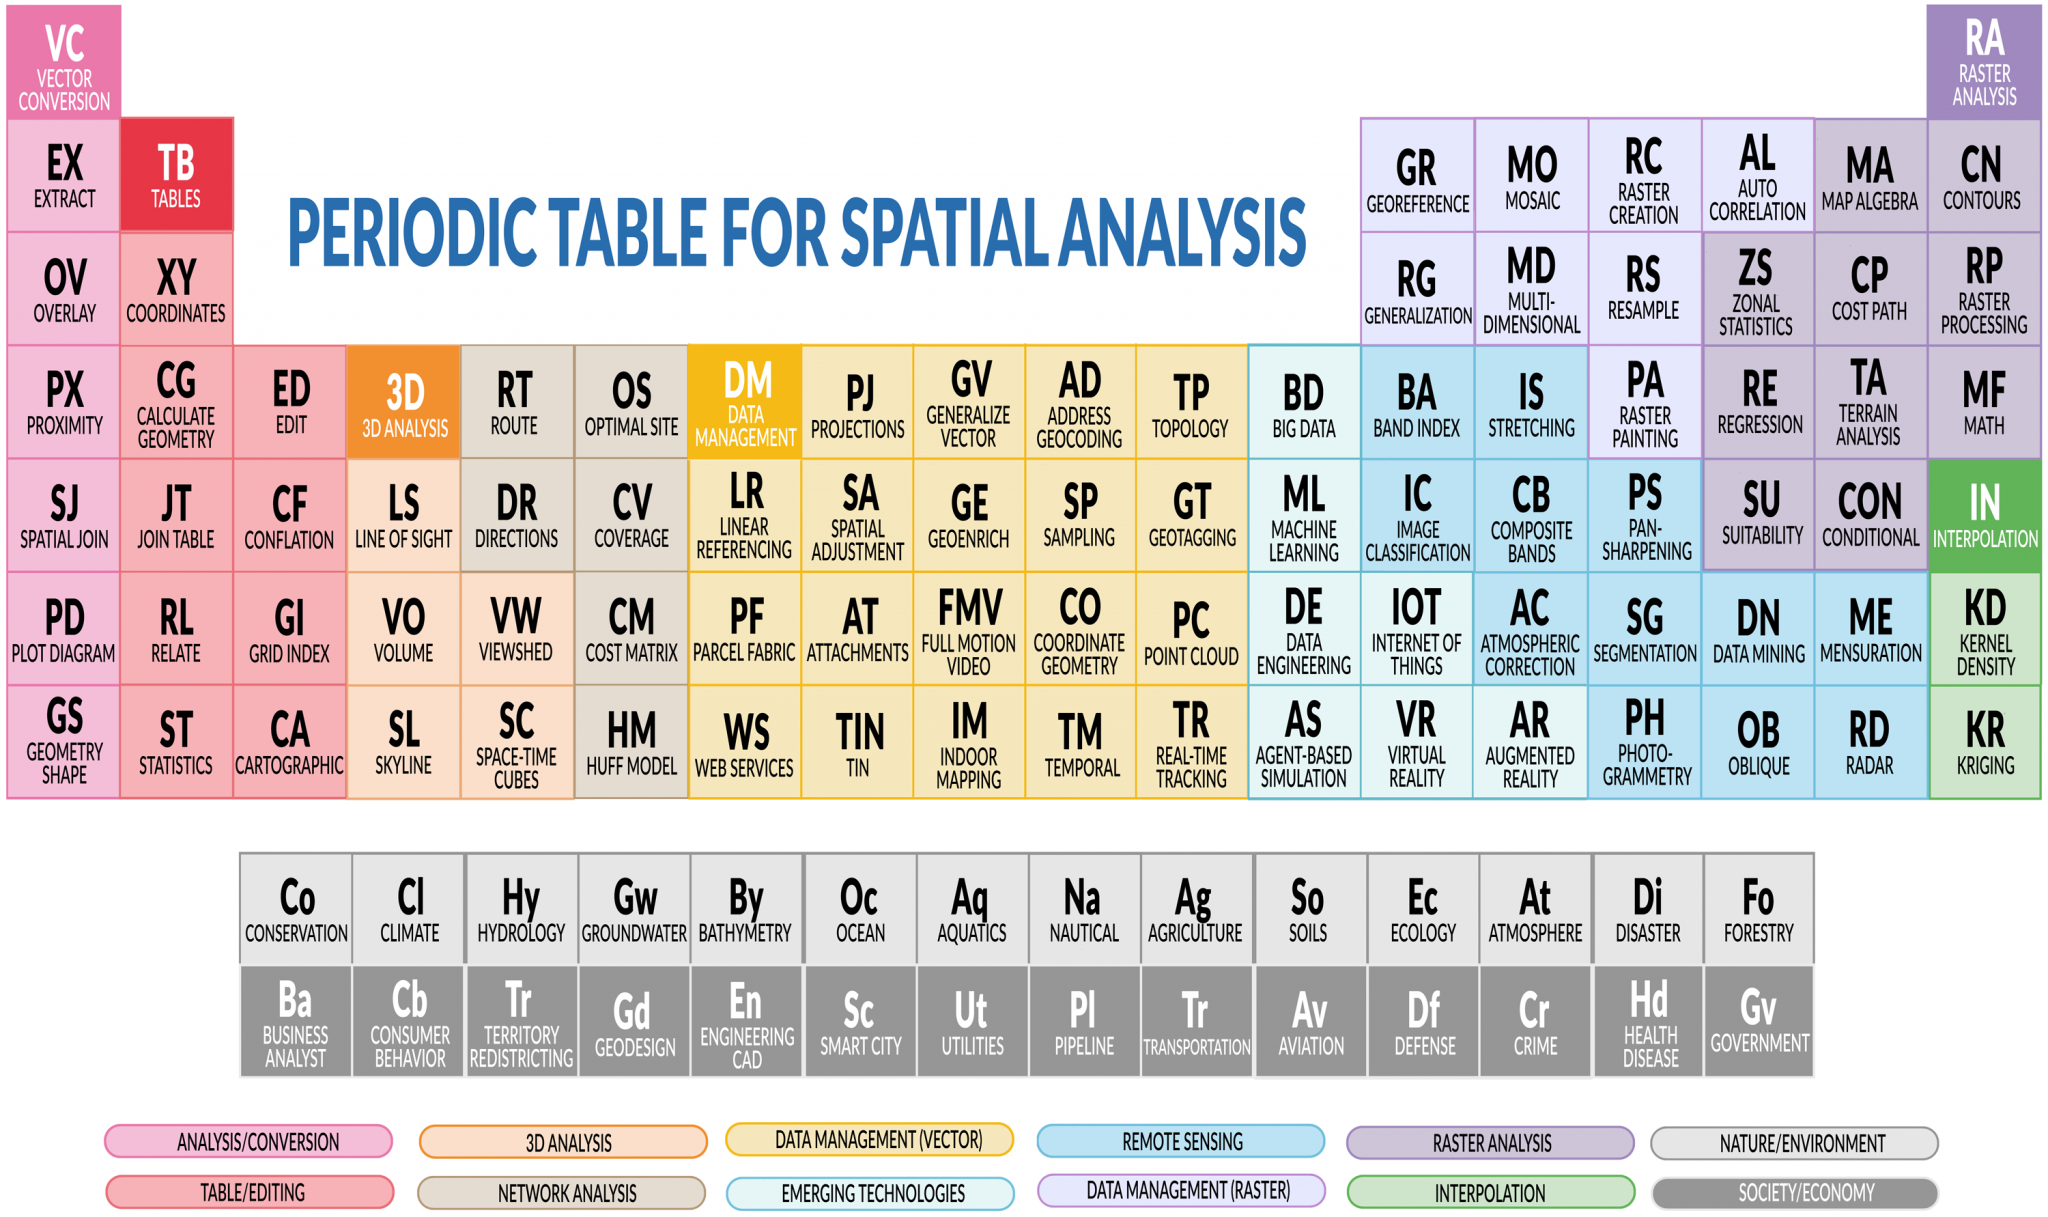 VC
VECTOR
CONVERSION
RA
RASTER
ANALYSIS
EX
EXTRACT
TB
TABLES
GR
GEOREFERENCE
MO
MOSAIC
RC
RASTER
CREATION
AL
AUTO
CORRELATION
MA
MAP ALGEBRA
CN
CONTOURS
PERIODIC TABLE FOR SPATIAL ANALYSIS
OV
OVERLAY
XY
COORDINATES
RG
GENERALIZATION
MD
MULTI-
DIMENSIONAL
RS
RESAMPLE
ZS
ZONAL
STATISTICS
CP
COST PATH
RP
RASTER
PROCESSING
PX
PROXIMITY
CG
CALCULATE
GEOMETRY
ED
EDIT
3D
3D ANALYSIS
RT
ROUTE
OS
OPTIMAL SITE
DM
DATA
MANAGEMENT
PJ
PROJECTIONS
GV
GENERALIZE
VECTOR
AD
ADDRESS
GEOCODING
TP
TOPOLOGY
BD
BIG DATA
BA
BAND INDEX
IS
STRETCHING
PA
RASTER
PAINTING
RE
REGRESSION
TA
TERRAIN
ANALYSIS
MF
MATH
SJ
SPATIAL JOIN
JT
JOIN TABLE
CF
CONFLATION
LS
LINE OF SIGHT
DR
DIRECTIONS
CV
COVERAGE
LR
LINEAR
REFERENCING
SA
SPATIAL
ADJUSTMENT
GE
GEOENRICH
SP
SAMPLING
GT
GEOTAGGING
ML
MACHINE
LEARNING
IC
IMAGE
CLASSIFICATION
CB
COMPOSITE
BANDS
PS
PAN-
SHARPENING
SU
SUITABILITY
CON
CONDITIONAL
IN
INTERPOLATION
PD
PLOT DIAGRAM
RL
RELATE
GI
GRID INDEX
VO
VOLUME
VW
VIEWSHED
CM
COST MATRIX
PF
PARCEL FABRIC
AT
ATTACHMENTS
FMV
FULL MOTION
VIDEO
CO
COORDINATE
GEOMETRY
PC
POINT CLOUD
DE
DATA
ENGINEERING
IOT
INTERNET OF
THINGS
AC
ATMOSPHERIC
CORRECTION
SG
SEGMENTATION
DN
DATA MINING
ME
MENSURATION
KD
KERNEL
DENSITY
GS
GEOMETRY
SHAPE
ST
STATISTICS
CA
CARTOGRAPHIC
SL
SKYLINE
SC
SPACE-TIME
CUBES
HM
HUFF MODEL
WS
WEB SERVICES
TIN
TIN
IM
INDOOR
MAPPING
TM
TEMPORAL
TR
REAL-TIME
TRACKING
AS
AGENT-BASED
SIMULATION
VR
VIRTUAL
REALITY
AR
AUGMENTED
REALITY
PH
PHOTO-
GRAMMETRY
OB
OBLIQUE
RD
RADAR
KR
KRIGING
Co
CONSERVATION
Cl
CLIMATE
Hy
HYDROLOGY
Gw
GROUNDWATER
By
BATHYMETRY
Oc
OCEAN
Aq
AQUATICS
Na
NAUTICAL
Ag
AGRICULTURE
So
SOILS
Ec
ECOLOGY
At
ATMOSPHERE
Di
DISASTER
Fo
FORESTRY
Ba
BUSINESS
ANALYST
Cb
CONSUMER
BEHAVIOR
Tr
TERRITORY
REDISTRICTING
Gd
GEODESIGN
En
ENGINEERING
CAD
Sc
SMART CITY
Ut
UTILITIES
Pl
PIPELINE
Tr
TRANSPORTATION
Av
AVIATION
Df
DEFENSE
Cr
CRIME
Hd
HEALTH
DISEASE
Gv
GOVERNMENT
ANALYSIS/CONVERSION
3D ANALYSIS
DATA MANAGEMENT (VECTOR)
REMOTE SENSING
RASTER ANALYSIS
NATURE/ENVIRONMENT
TABLE/EDITING
NETWORK ANALYSIS
EMERGING TECHNOLOGIES
DATA MANAGEMENT (RASTER)
INTERPOLATION
SOCIETY/ECONOMY